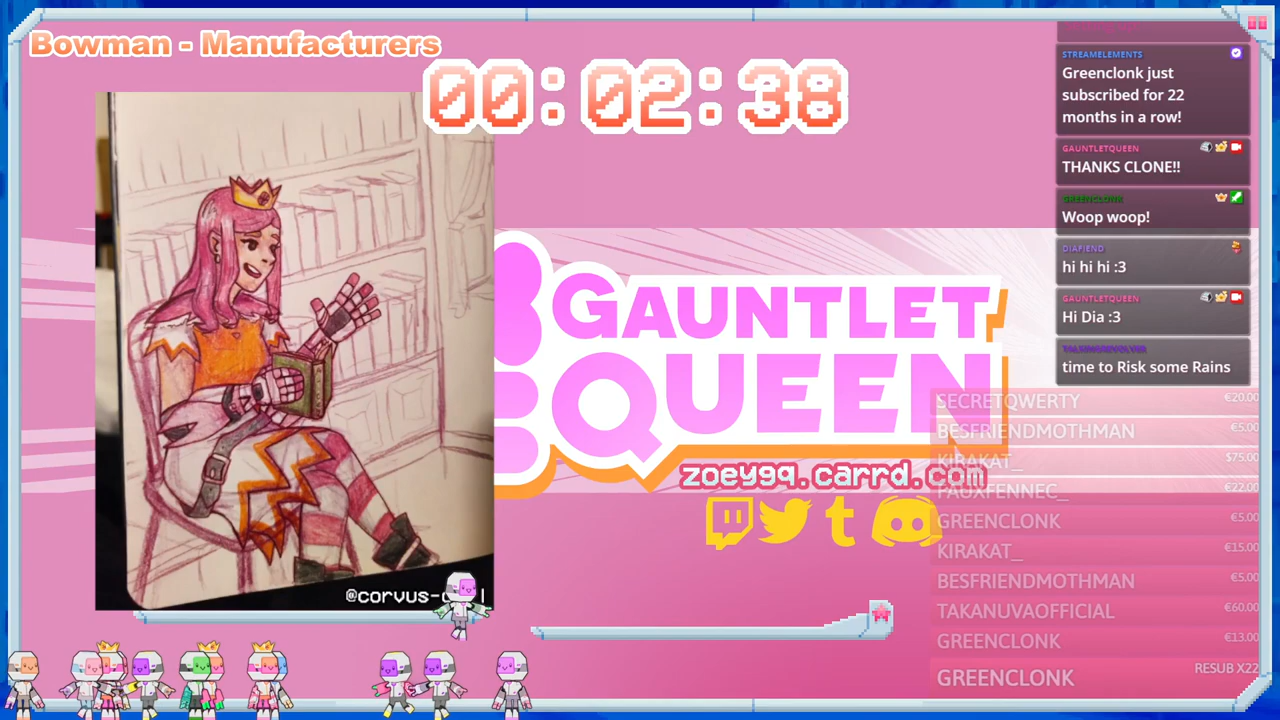 Bowman - Manufacturers
00:02:38
STREAMELEMENTS
Greenclonk just
subscribed for 22
months in a row!
GAUNTLETQUEEN
THANKS CLONE!!
GREENCLONK
Woop woop!
DIAFIEND
hi hi hi :3
GAUNTLETQUEEN
Hi Dia :3
time to Risk some Rains
GAUNTLET
QUEEN
zoeygq.carrd.com
@corvus-
SECRETQWERTY €20.00
BESFRIENDMOTHMAN €5.00
KIRAKAT_ $75.00
PAUXFENNEC_ €22.00
GREENCLONK €5.00
KIRAKAT_ €15.00
BESFRIENDMOTHMAN €5.00
TAKANUVAOFFICIAL €60.00
GREENCLONK €13.00
GREENCLONK RESUB X22